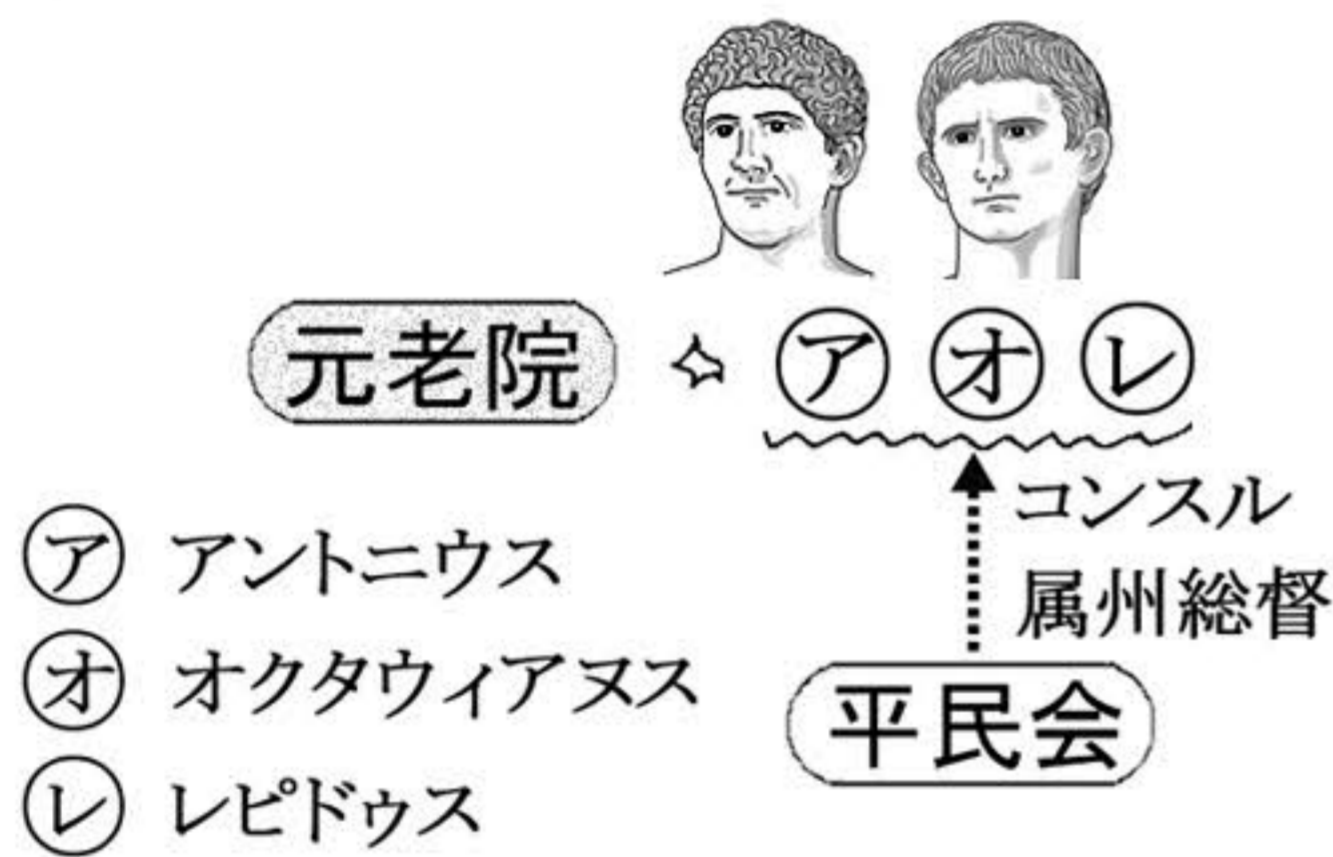 元老院 ア オ レ
コンスル
属州総督
平民会
ア アントニウス
オ オクタウィアヌス
レ レピドゥス